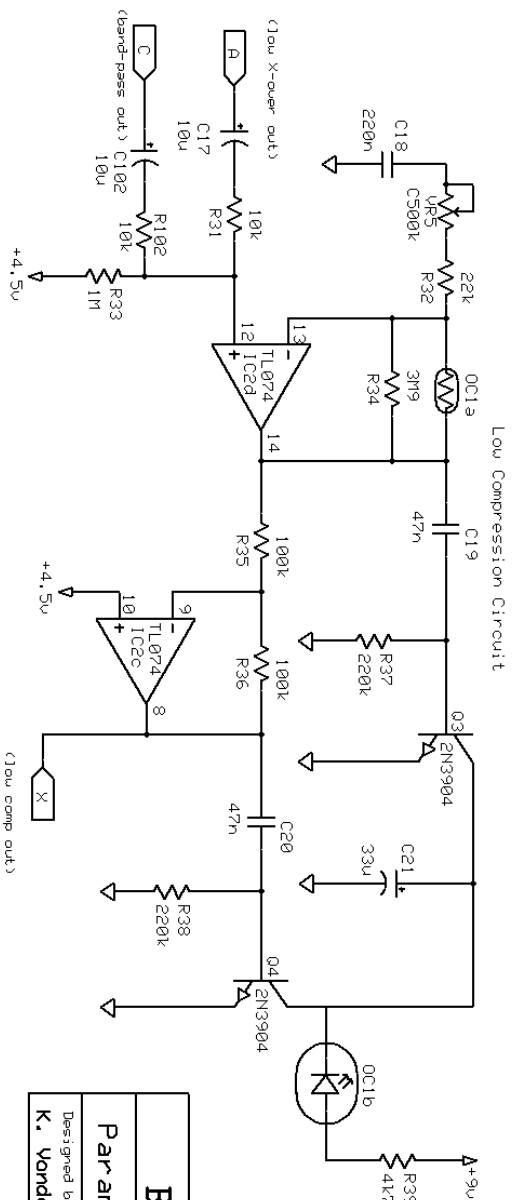 Low Compression Circuit
C18
220n
VR5
C500k
22k
R32
OC1a
3M9
R34
C19
47n
R37
220k
Q3
2N3904
C21
33u
+9v
R39
OC1b
(low X-over out)
A
C17
10u
10k
R31
C
(band-pass out)
C102
10u
R102
10k
R33
1M
+4.5v
13
12
TL074
IC2d
14
100k
R35
100k
R36
9
10
+4.5v
TL074
IC2c
8
X
(low comp out)
C20
47n
R38
220k
Q4
2N3904
Designed b
K. Vand